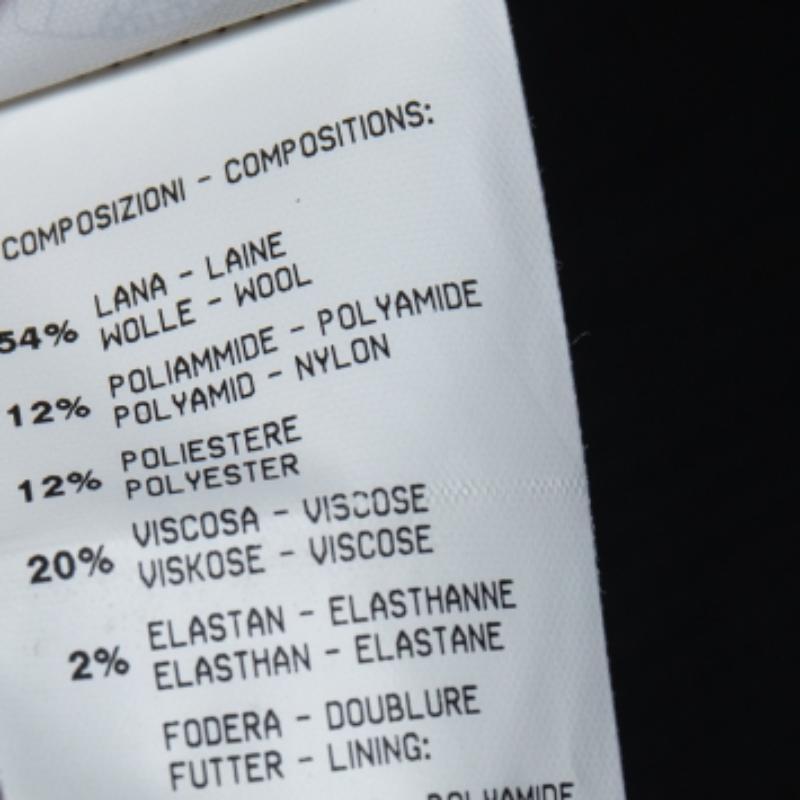 COMPOSIZIONI - COMPOSITIONS:
54% LANA - LAINE
WOLLE - WOOL
12% POLIAMMIDE - POLYAMIDE
POLYAMID - NYLON
12% POLIESTERE
POLYESTER
20% VISCOSA - VISCOSE
VISKOSE - VISCOSE
2% ELASTAN - ELASTHANNE
ELASTHAN - ELASTANE
FODERA - DOUBLURE
FUTTER - LINING:
POLYAMIDE